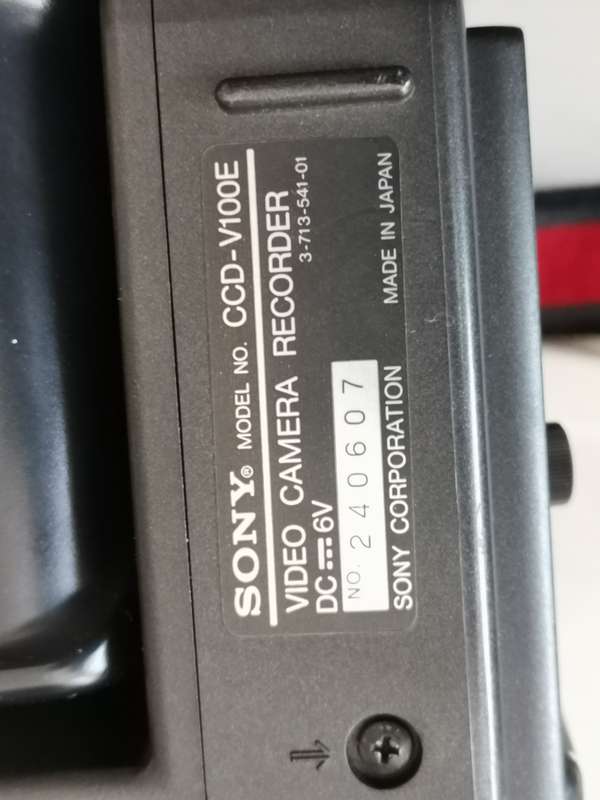 SONY® MODEL NO. CCD-V100E
VIDEO CAMERA RECORDER
DC⎓6V 3-713-541-01
NO. 240607
SONY CORPORATION MADE IN JAPAN